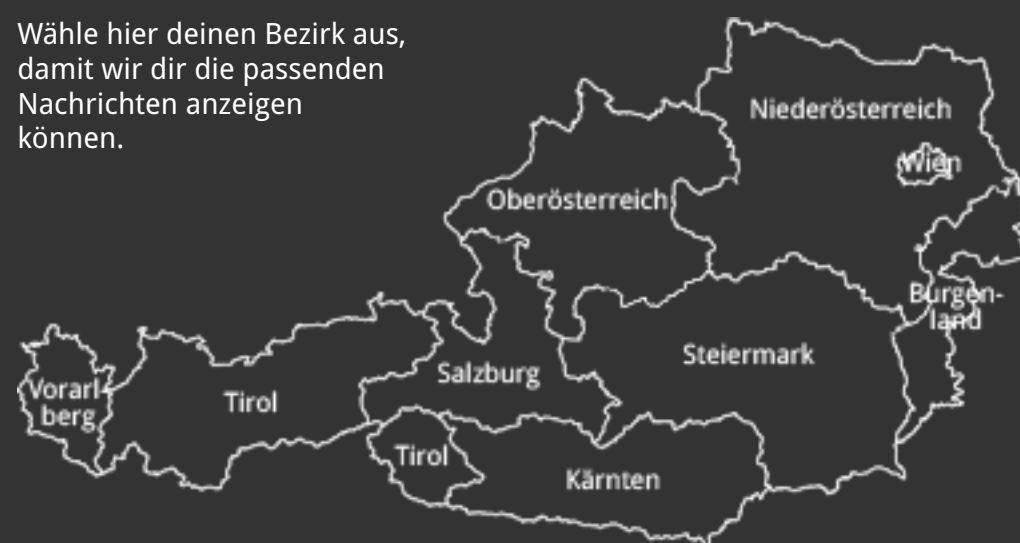 Wähle hier deinen Bezirk aus,
damit wir dir die passenden
Nachrichten anzeigen
können.
Niederösterreich
Wien
Oberösterreich
Burgen-
land
Steiermark
Salzburg
Vorarl-
berg
Tirol
Tirol
Kärnten